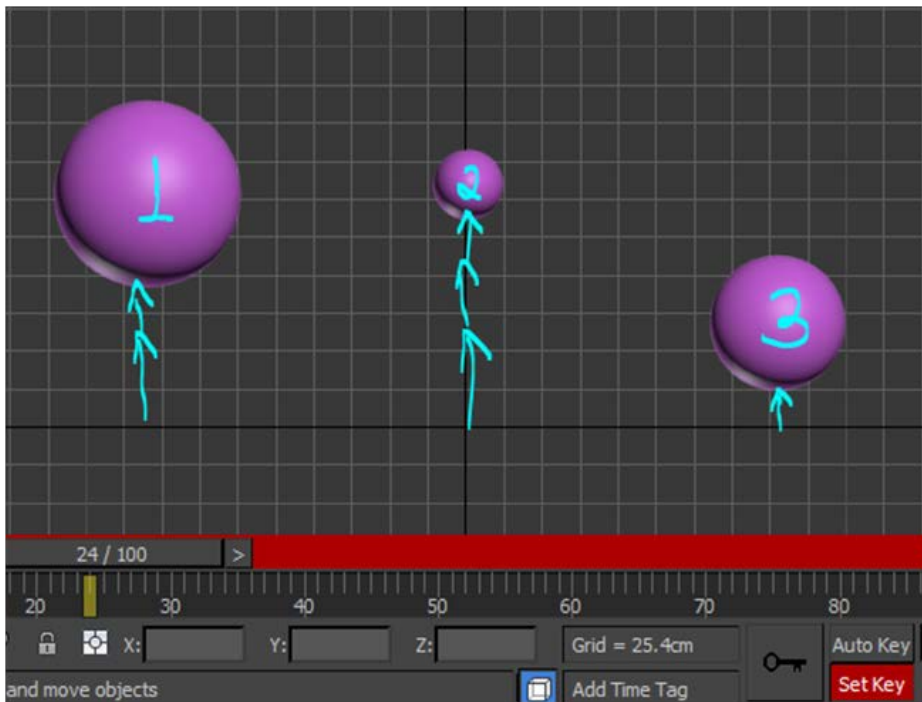 1 2 3
24 / 100 >
20 30 40 50 60 70 80
X: Y: Z: Grid = 25.4cm Auto Key
and move objects Add Time Tag Set Key